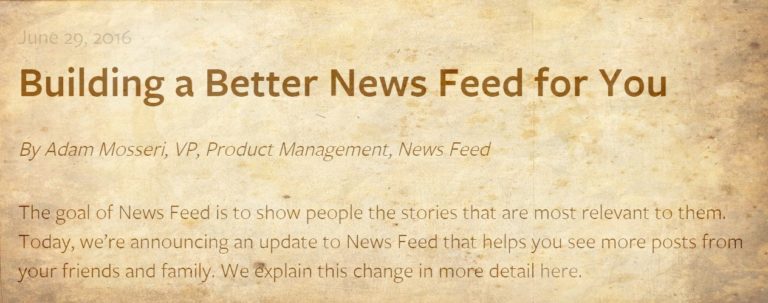 June 29, 2016
Building a Better News Feed for You
By Adam Mosseri, VP, Product Management, News Feed
The goal of News Feed is to show people the stories that are most relevant to them.
Today, we’re announcing an update to News Feed that helps you see more posts from
your friends and family. We explain this change in more detail here.